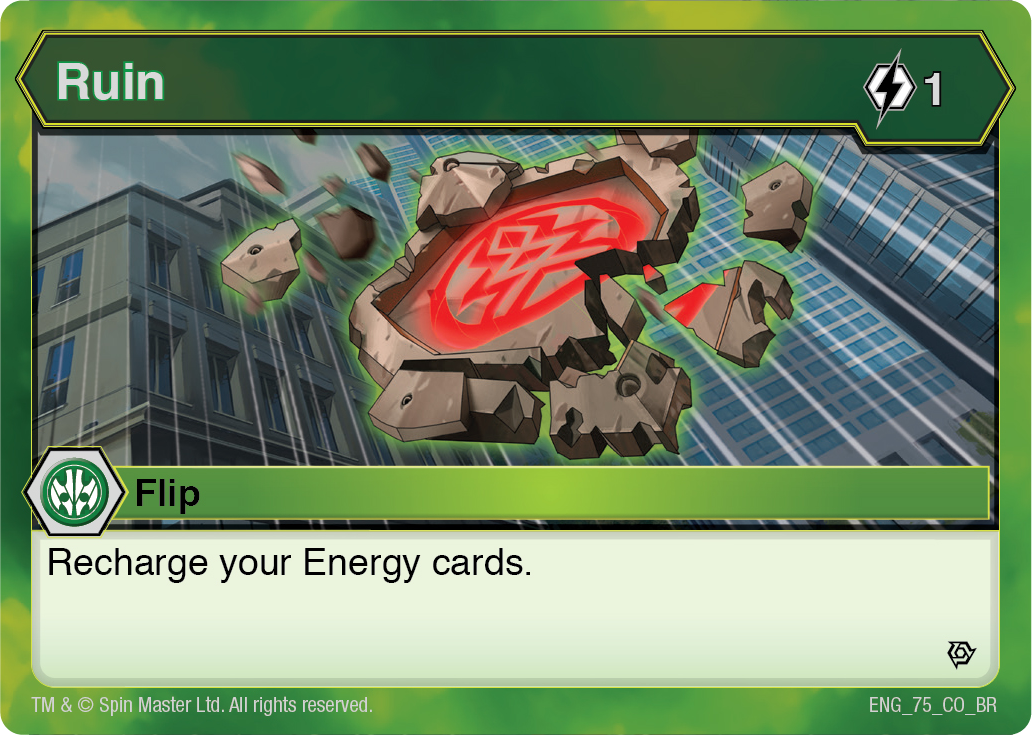 Ruin
1
Flip
Recharge your Energy cards.
TM & © Spin Master Ltd. All rights reserved.
ENG_75_CO_BR